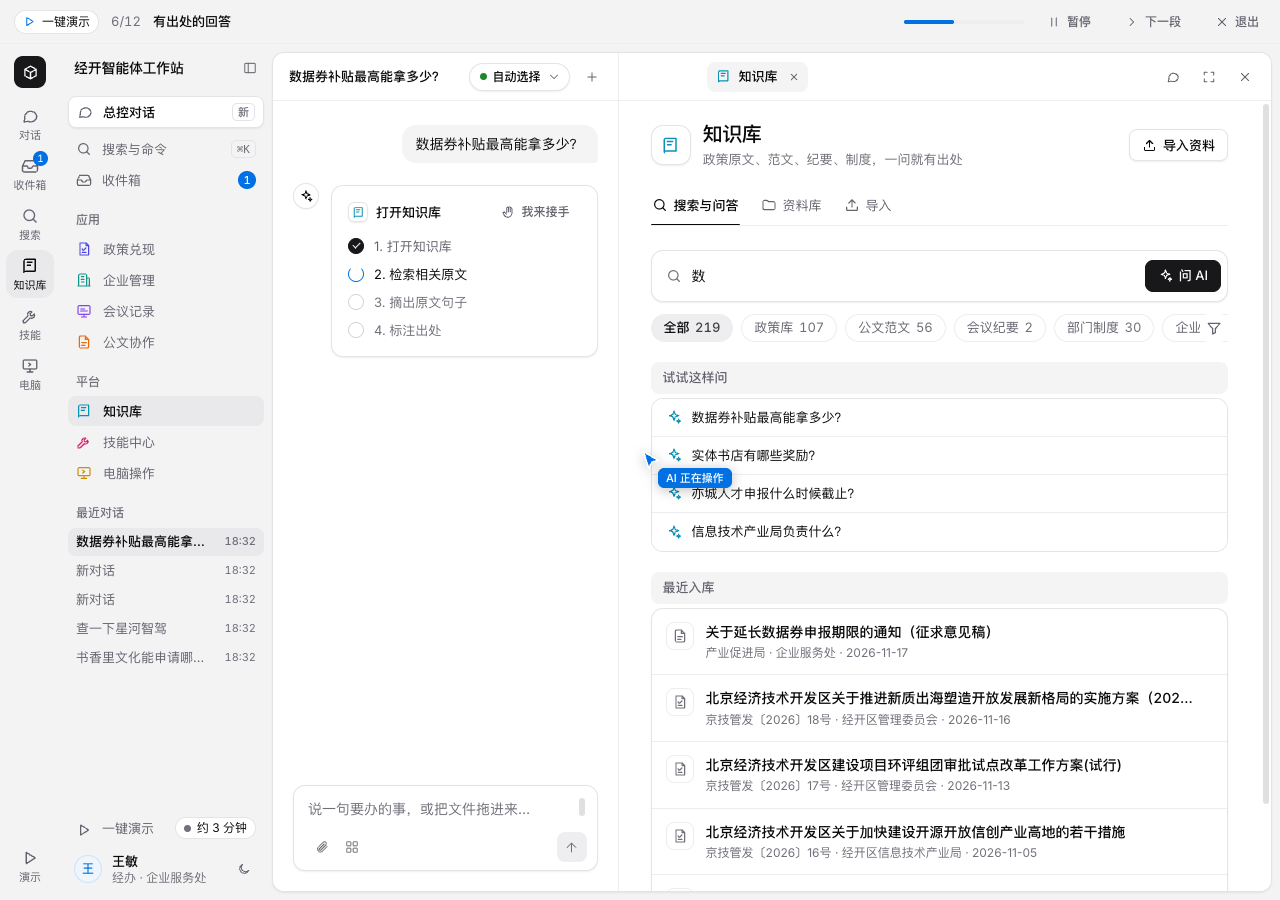 一键演示
6/12
有出处的回答
暂停
下一段
退出
对话
1
收件箱
搜索
知识库
技能
电脑
演示
经开智能体工作站
总控对话
新
搜索与命令
⌘K
收件箱
1
应用
政策兑现
企业管理
会议记录
公文协作
平台
知识库
技能中心
电脑操作
最近对话
数据券补贴最高能拿... 18:32
新对话 18:32
新对话 18:32
查一下星河智驾 18:32
书香里文化能申请哪... 18:32
一键演示
约 3 分钟
王
王敏
经办 · 企业服务处
数据券补贴最高能拿多少?
自动选择
数据券补贴最高能拿多少?
打开知识库
我来接手
1. 打开知识库
2. 检索相关原文
3. 摘出原文句子
4. 标注出处
说一句要办的事，或把文件拖进来...
知识库
知识库
政策原文、范文、纪要、制度，一问就有出处
导入资料
搜索与问答
资料库
导入
数
问 AI
全部 219
政策库 107
公文范文 56
会议纪要 2
部门制度 30
企业
试试这样问
数据券补贴最高能拿多少?
实体书店有哪些奖励?
AI 正在操作
亦城人才申报什么时候截止?
信息技术产业局负责什么?
最近入库
关于延长数据券申报期限的通知（征求意见稿）
产业促进局 · 企业服务处 · 2026-11-17
北京经济技术开发区关于推进新质出海塑造开放发展新格局的实施方案（202...
京技管发〔2026〕18号 · 经开区管理委员会 · 2026-11-16
北京经济技术开发区建设项目环评组团审批试点改革工作方案(试行)
京技管发〔2026〕17号 · 经开区管理委员会 · 2026-11-13
北京经济技术开发区关于加快建设开源开放信创产业高地的若干措施
京技管发〔2026〕16号 · 经开区信息技术产业局 · 2026-11-05